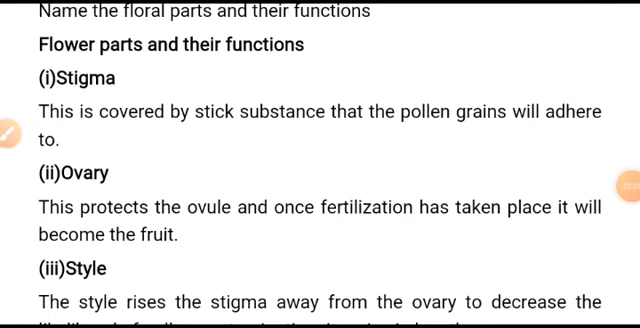 Name the floral parts and their functions
Flower parts and their functions
(i)Stigma
This is covered by stick substance that the pollen grains will adhere
to.
(ii)Ovary
This protects the ovule and once fertilization has taken place it will
become the fruit.
(iii)Style
The style rises the stigma away from the ovary to decrease the